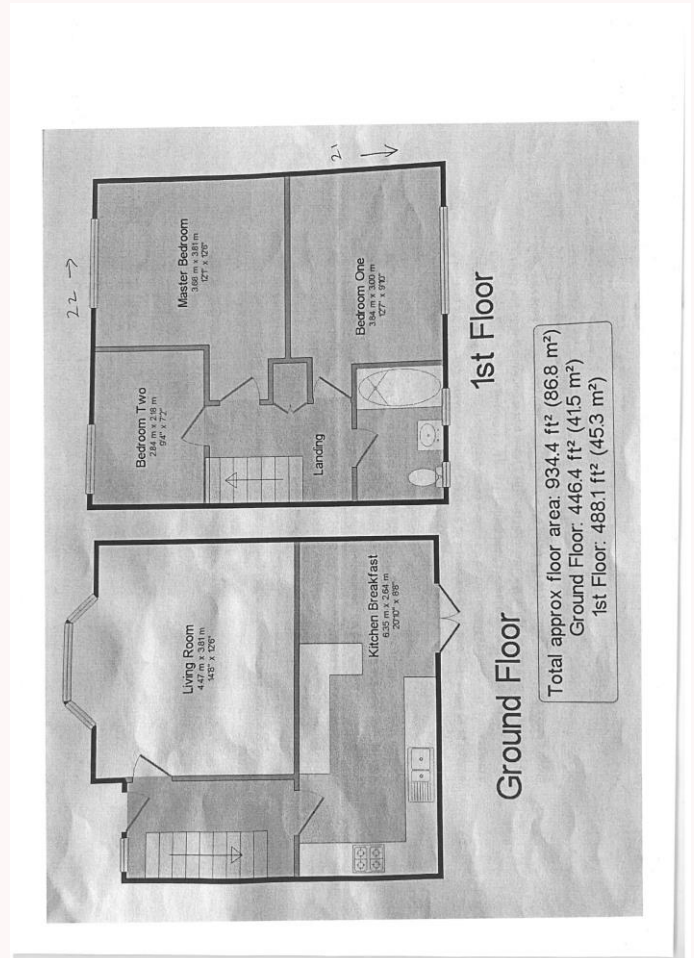 22 →
21 →
Bedroom Two
2.84 m x 2.18 m
9'4" x 7'2"
Master Bedroom
3.68 m x 3.81 m
12'1" x 12'6"
Landing
Bedroom One
3.84 m x 3.00 m
12'7" x 9'10"
1st Floor
Living Room
4.47 m x 3.81 m
14'8" x 12'6"
Kitchen Breakfast
6.35 m x 2.64 m
20'10" x 8'8"
Ground Floor
Total approx floor area: 934.4 ft² (86.8 m²)
Ground Floor: 446.4 ft² (41.5 m²)
1st Floor: 488.1 ft² (45.3 m²)